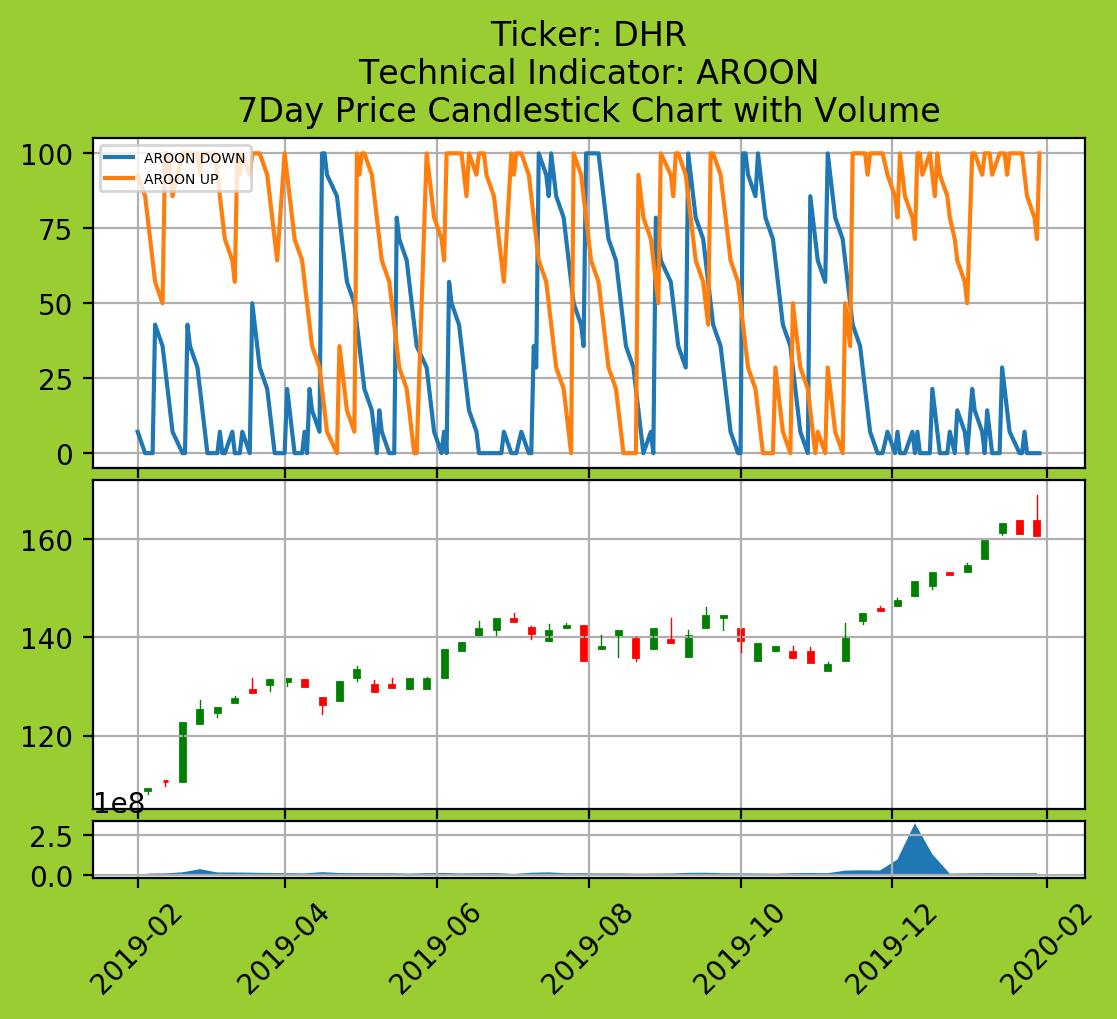 Ticker: DHR
Technical Indicator: AROON
7Day Price Candlestick Chart with Volume
AROON DOWN
AROON UP
100
75
50
25
0
160
140
120
1e8
2.5
0.0
2019-02
2019-04
2019-06
2019-08
2019-10
2019-12
2020-02